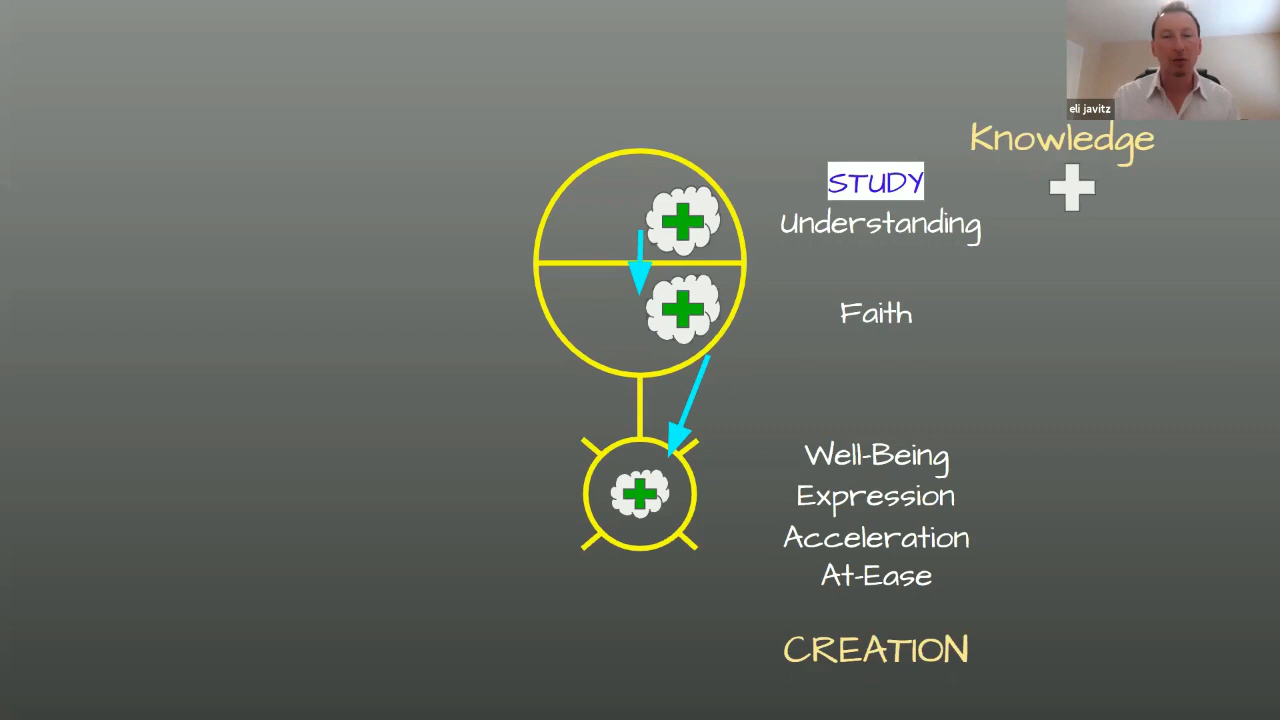 eli javitz
Knowledge
STUDY
Understanding
Faith
Well-Being
Expression
Acceleration
At-Ease
CREATION